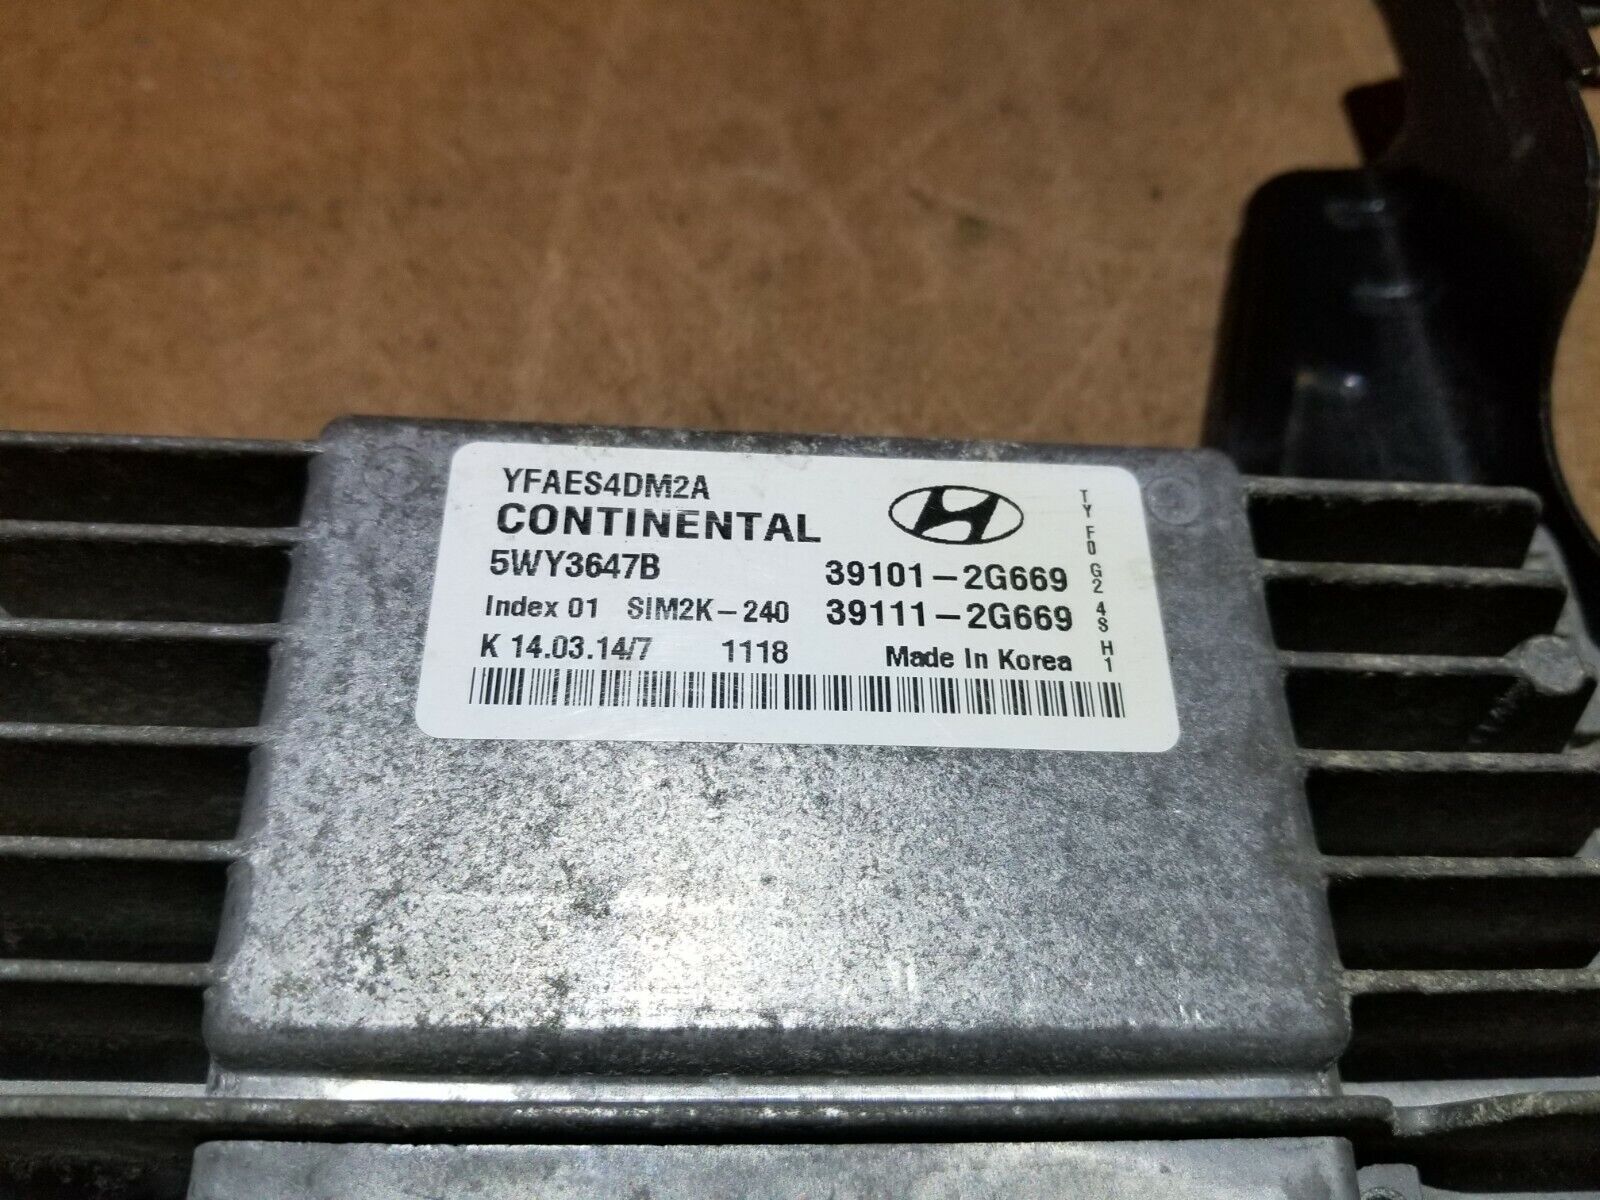 YFAES4DM2A
CONTINENTAL
5WY3647B 39101-2G669
Index 01 SIM2K-240 39111-2G669
K 14.03.14/7 1118 Made In Korea
TY F0 G2 4S H1